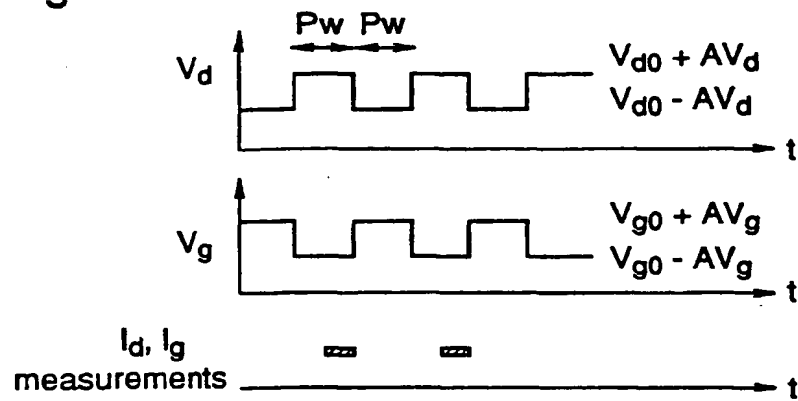 Pw Pw
Vd
Vd0 + AVd
Vd0 - AVd
t
Vg
Vg0 + AVg
Vg0 - AVg
t
Id, Ig
measurements
t